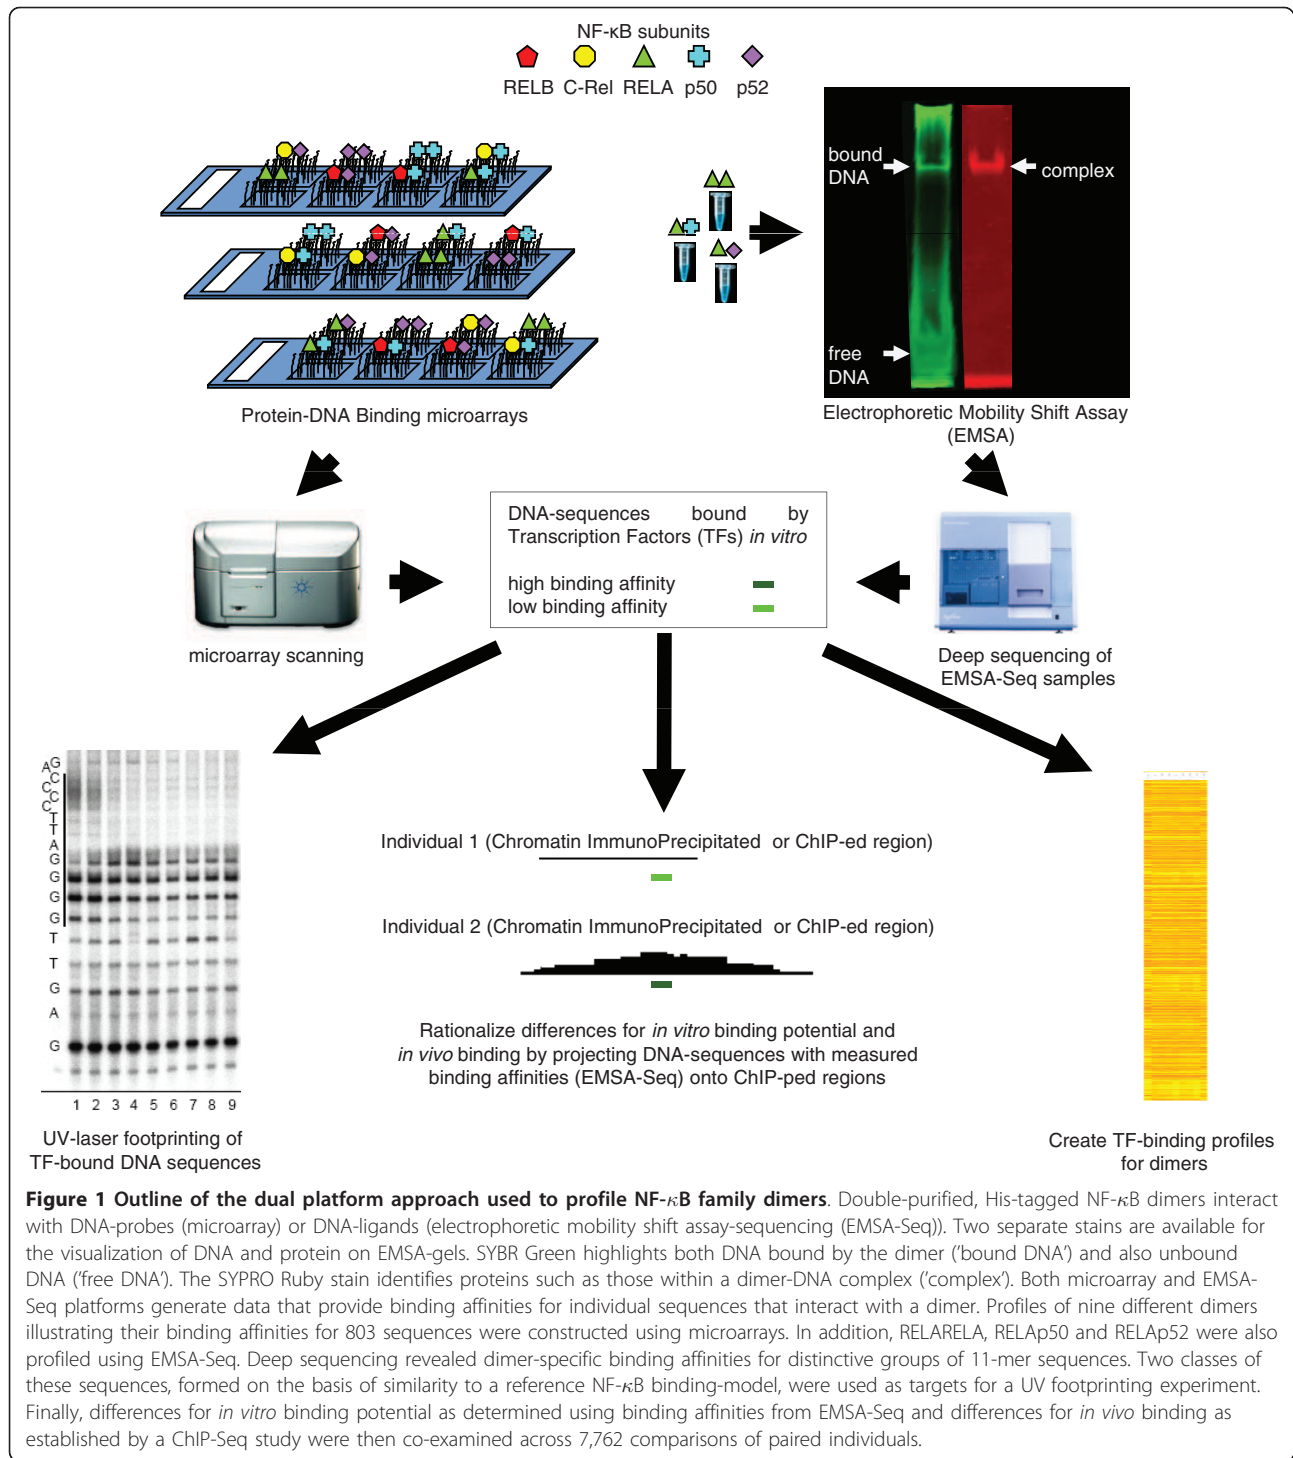 NF-κB subunits
RELB C-Rel RELA p50 p52
bound
DNA
complex
free
DNA
Protein-DNA Binding microarrays
Electrophoretic Mobility Shift Assay
(EMSA)
DNA-sequences bound by
Transcription Factors (TFs) in vitro
high binding affinity
low binding affinity
microarray scanning
Deep sequencing of
EMSA-Seq samples
G
A
C
C
C
C
T
T
A
G
G
G
G
T
T
G
A
G
1 2 3 4 5 6 7 8 9
UV-laser footprinting of
TF-bound DNA sequences
Individual 1 (Chromatin ImmunoPrecipitated or ChIP-ed region)
Individual 2 (Chromatin ImmunoPrecipitated or ChIP-ed region)
Rationalize differences for in vitro binding potential and
in vivo binding by projecting DNA-sequences with measured
binding affinities (EMSA-Seq) onto ChIP-ped regions
Create TF-binding profiles
for dimers
Figure 1 Outline of the dual platform approach used to profile NF-κB family dimers. Double-purified, His-tagged NF-κB dimers interact
with DNA-probes (microarray) or DNA-ligands (electrophoretic mobility shift assay-sequencing (EMSA-Seq)). Two separate stains are available for
the visualization of DNA and protein on EMSA-gels. SYBR Green highlights both DNA bound by the dimer ('bound DNA') and also unbound
DNA ('free DNA'). The SYPRO Ruby stain identifies proteins such as those within a dimer-DNA complex ('complex'). Both microarray and EMSA-
Seq platforms generate data that provide binding affinities for individual sequences that interact with a dimer. Profiles of nine different dimers
illustrating their binding affinities for 803 sequences were constructed using microarrays. In addition, RELARELA, RELAp50 and RELAp52 were also
profiled using EMSA-Seq. Deep sequencing revealed dimer-specific binding affinities for distinctive groups of 11-mer sequences. Two classes of
these sequences, formed on the basis of similarity to a reference NF-κB binding-model, were used as targets for a UV footprinting experiment.
Finally, differences for in vitro binding potential as determined using binding affinities from EMSA-Seq and differences for in vivo binding as
established by a ChIP-Seq study were then co-examined across 7,762 comparisons of paired individuals.